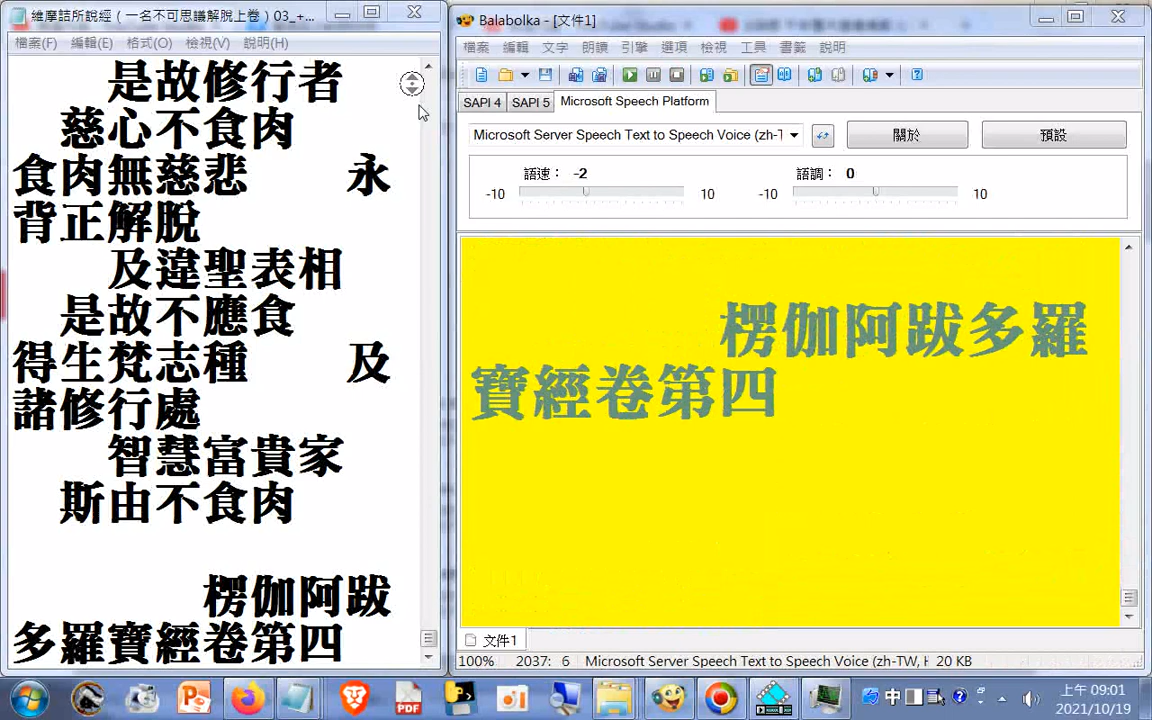 維摩詰所說經（一名不可思議解脫上卷）03_+...
檔案(F) 編輯(E) 格式(O) 檢視(V) 說明(H)
是故修行者
慈心不食肉
食肉無慈悲 永
背正解脫
及違聖表相
是故不應食
得生梵志種 及
諸修行處
智慧富貴家
斯由不食肉
楞伽阿跋
多羅寶經卷第四
Balabolka - [文件1]
檔案 編輯 文字 朗讀 引擎 選項 檢視 工具 書籤 說明
SAPI 4 SAPI 5 Microsoft Speech Platform
Microsoft Server Speech Text to Speech Voice (zh-T
關於 預設
語速： -2 語調： 0
-10 10 -10 10
楞伽阿跋多羅
寶經卷第四
文件1
100% 2037: 6 Microsoft Server Speech Text to Speech Voice (zh-TW, H 20 KB
PDF
中
上午 09:01
2021/10/19